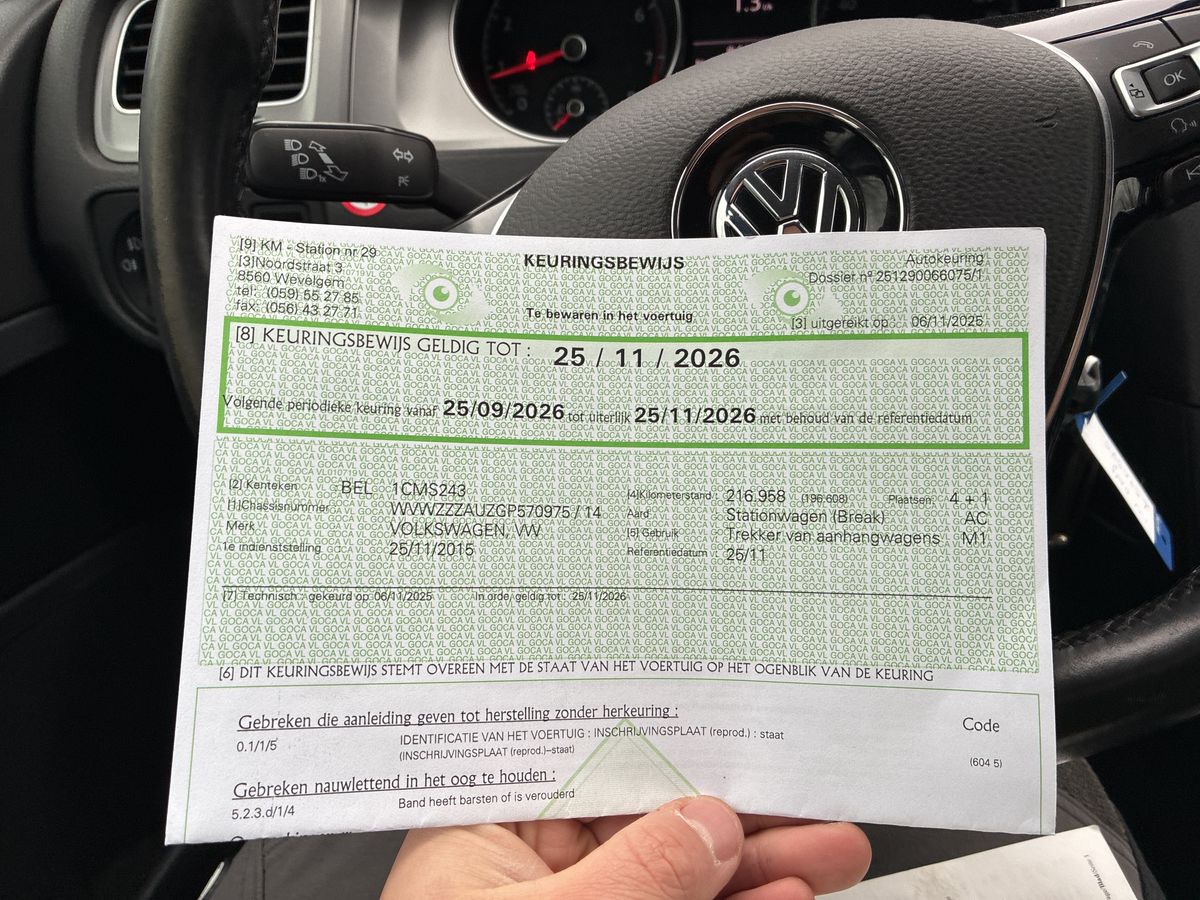 1.3
OK
[9] KM - Station nr 29
[3]Noordstraat 3
8560 Wevelgem
tel: (059) 55 27 85
fax: (056) 43 27 71
KEURINGSBEWIJS
Te bewaren in het voertuig
Autokeuring
Dossier nº 251290066075/1
[3] uitgereikt op : 06/11/2025
[8] KEURINGSBEWIJS GELDIG TOT : 25 / 11 / 2026
Volgende periodieke keuring vanaf 25/09/2026 tot uiterlijk 25/11/2026 met behoud van de referentiedatum
[2] Kenteken BEL 1CMS243
[1]Chassisnummer WVWZZZAUZGP570975 / 14
Merk VOLKSWAGEN, VW
1e indienststelling 25/11/2015
[4]Kilometerstand 216.958 (196.608) Plaatsen 4 + 1
Aard Stationwagen (Break) AC
[5] Gebruik Trekker van aanhangwagens M1
Referentiedatum 25/11
[7] Technisch : gekeurd op 06/11/2025 In orde/ geldig tot : 25/11/2026
[6] DIT KEURINGSBEWIJS STEMT OVEREEN MET DE STAAT VAN HET VOERTUIG OP HET OGENBLIK VAN DE KEURING
Gebreken die aanleiding geven tot herstelling zonder herkeuring : Code
0.1/1/5 IDENTIFICATIE VAN HET VOERTUIG : INSCHRIJVINGSPLAAT (reprod.) : staat
(INSCHRIJVINGSPLAAT (reprod.)–staat) (604 5)
Gebreken nauwlettend in het oog te houden :
5.2.3.d/1/4 Band heeft barsten of is verouderd